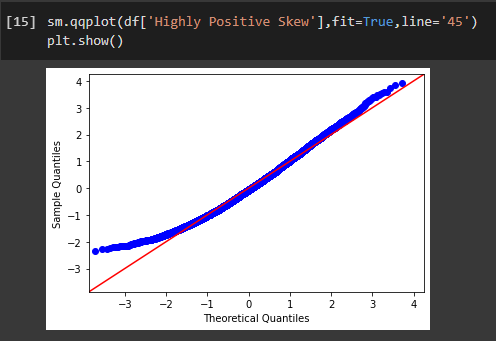 [15] sm.qqplot(df['Highly Positive Skew'],fit=True,line='45')
plt.show()
4
3
2
1
0
−1
−2
−3
Sample Quantiles
−3 −2 −1 0 1 2 3 4
Theoretical Quantiles